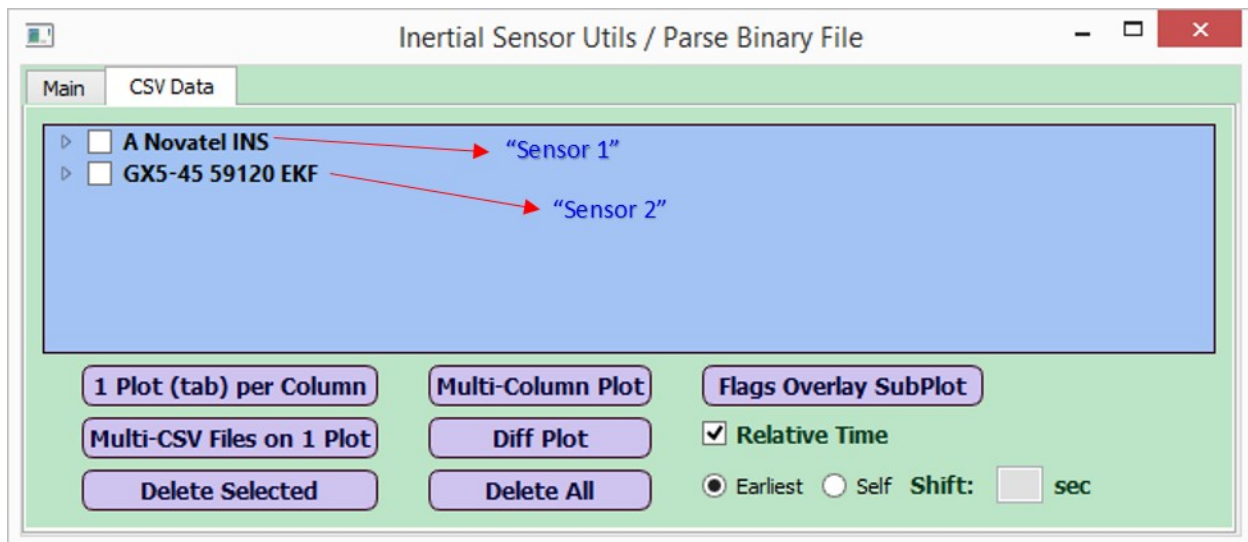 Inertial Sensor Utils / Parse Binary File
Main CSV Data
A Novatel INS “Sensor 1”
GX5-45 59120 EKF
“Sensor 2”
1 Plot (tab) per Column Multi-Column Plot Flags Overlay SubPlot
Multi-CSV Files on 1 Plot Diff Plot Relative Time
Delete Selected Delete All Earliest Self Shift: sec